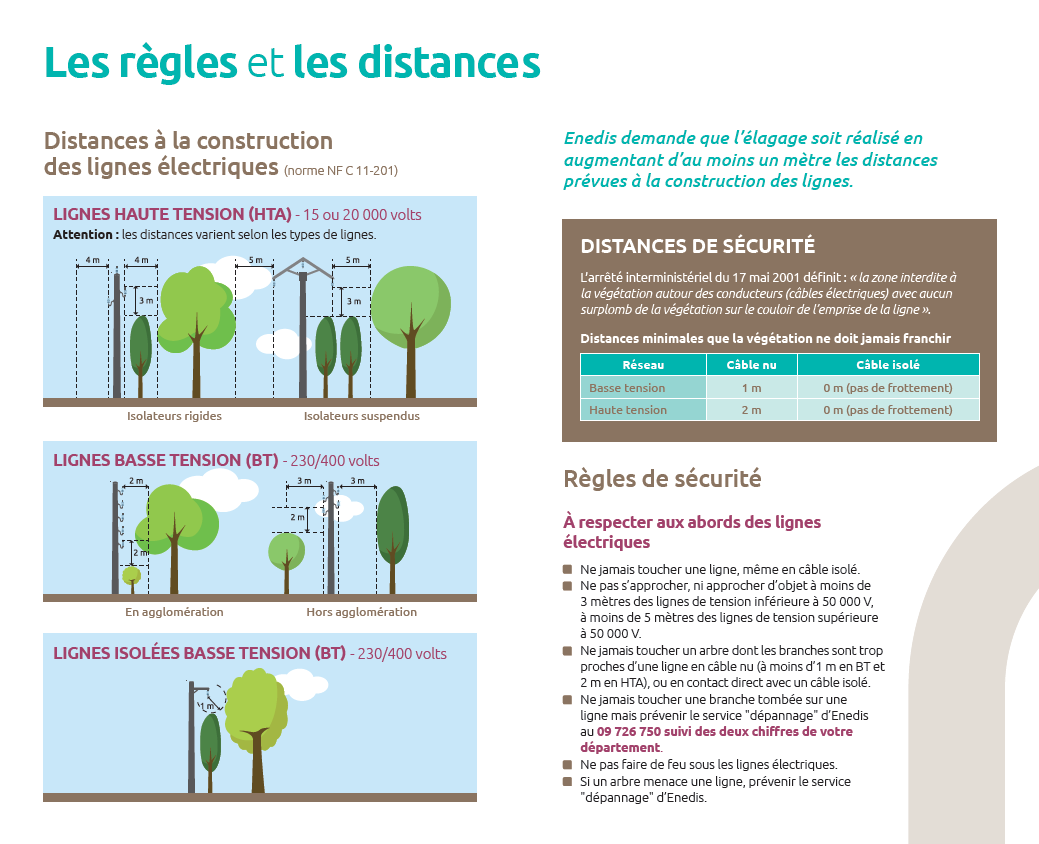 Les règles et les distances
Distances à la construction
des lignes électriques (norme NF C 11-201)
LIGNES HAUTE TENSION (HTA) - 15 ou 20 000 volts
Attention : les distances varient selon les types de lignes.
4 m
4 m
5 m
5 m
3 m
3 m
Isolateurs rigides
Isolateurs suspendus
LIGNES BASSE TENSION (BT) - 230/400 volts
2 m
3 m
3 m
2 m
2 m
En agglomération
Hors agglomération
LIGNES ISOLÉES BASSE TENSION (BT) - 230/400 volts
1 m
Enedis demande que l'élagage soit réalisé en
augmentant d'au moins un mètre les distances
prévues à la construction des lignes.
DISTANCES DE SÉCURITÉ
L'arrêté interministériel du 17 mai 2001 définit : « la zone interdite à
la végétation autour des conducteurs (câbles électriques) avec aucun
surplomb de la végétation sur le couloir de l'emprise de la ligne ».
Distances minimales que la végétation ne doit jamais franchir
Réseau Câble nu Câble isolé
Basse tension 1 m 0 m (pas de frottement)
Haute tension 2 m 0 m (pas de frottement)
Règles de sécurité
À respecter aux abords des lignes
électriques
Ne jamais toucher une ligne, même en câble isolé.
Ne pas s'approcher, ni approcher d'objet à moins de
3 mètres des lignes de tension inférieure à 50 000 V,
à moins de 5 mètres des lignes de tension supérieure
à 50 000 V.
Ne jamais toucher un arbre dont les branches sont trop
proches d'une ligne en câble nu (à moins d'1 m en BT et
2 m en HTA), ou en contact direct avec un câble isolé.
Ne jamais toucher une branche tombée sur une
ligne mais prévenir le service "dépannage" d'Enedis
au 09 726 750 suivi des deux chiffres de votre
département.
Ne pas faire de feu sous les lignes électriques.
Si un arbre menace une ligne, prévenir le service
"dépannage" d'Enedis.